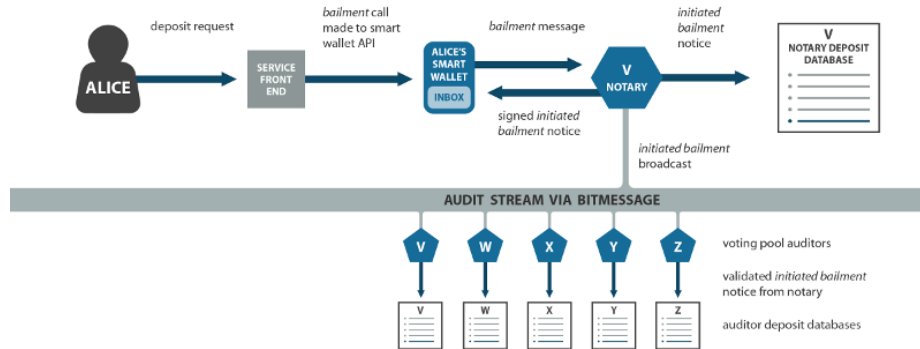 deposit request
bailment call
made to smart
wallet API
bailment message
initiated
bailment
notice
ALICE
SERVICE
FRONT
END
ALICE'S
SMART
WALLET
INBOX
V
NOTARY
V
NOTARY DEPOSIT
DATABASE
signed initiated
bailment notice
initiated bailment
broadcast
AUDIT STREAM VIA BITMESSAGE
V
W
X
Y
Z
voting pool auditors
validated initiated bailment
notice from notary
V
W
X
Y
Z
auditor deposit databases